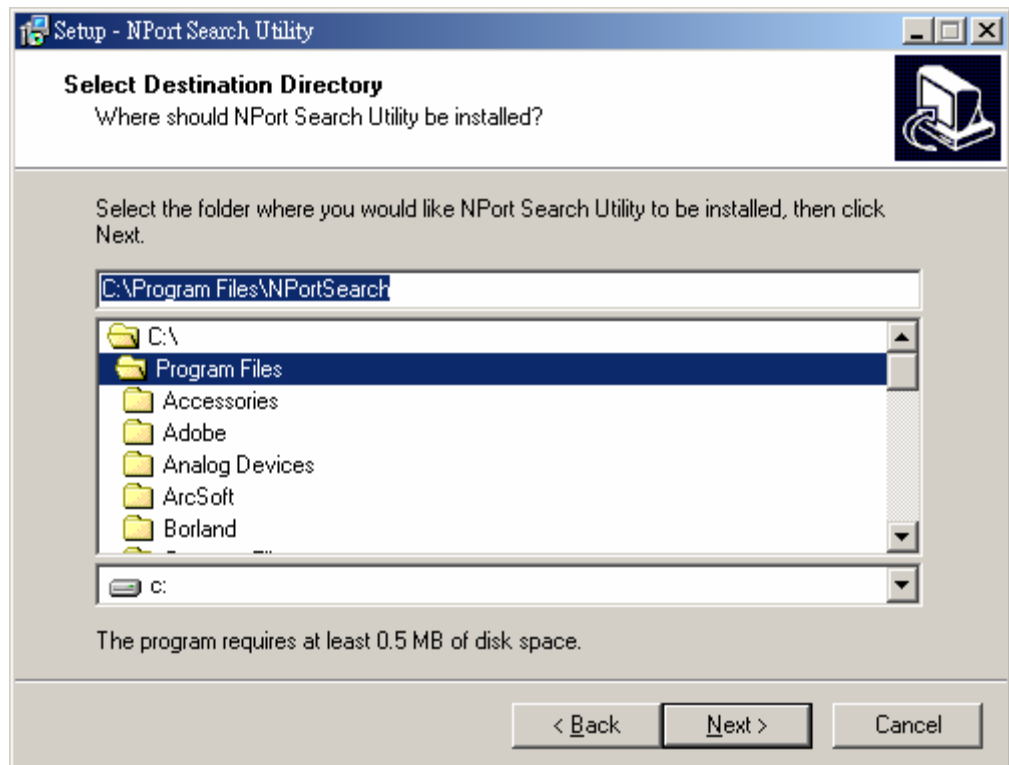 Setup - NPort Search Utility
Select Destination Directory
Where should NPort Search Utility be installed?
Select the folder where you would like NPort Search Utility to be installed, then click
Next.
C:\Program Files\NPortSearch
C:\
Program Files
Accessories
Adobe
Analog Devices
ArcSoft
Borland
c:
The program requires at least 0.5 MB of disk space.
< Back
Next >
Cancel